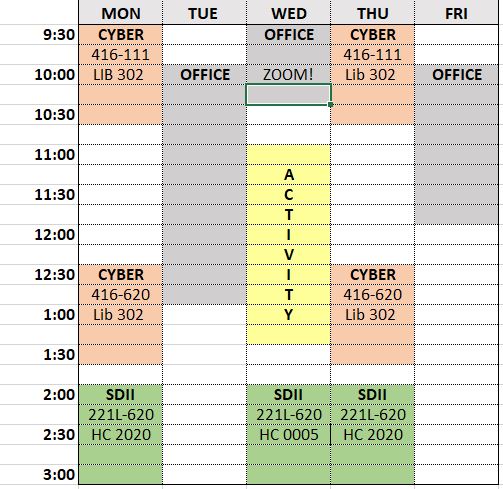 MON TUE WED THU FRI
9:30 CYBER OFFICE CYBER
416-111 416-111
10:00 LIB 302 OFFICE ZOOM! Lib 302 OFFICE
10:30
11:00
A
11:30 C
T
12:00 I
V
12:30 CYBER I CYBER
416-620 T 416-620
1:00 Lib 302 Y Lib 302
1:30
2:00 SDII SDII SDII
221L-620 221L-620 221L-620
2:30 HC 2020 HC 0005 HC 2020
3:00